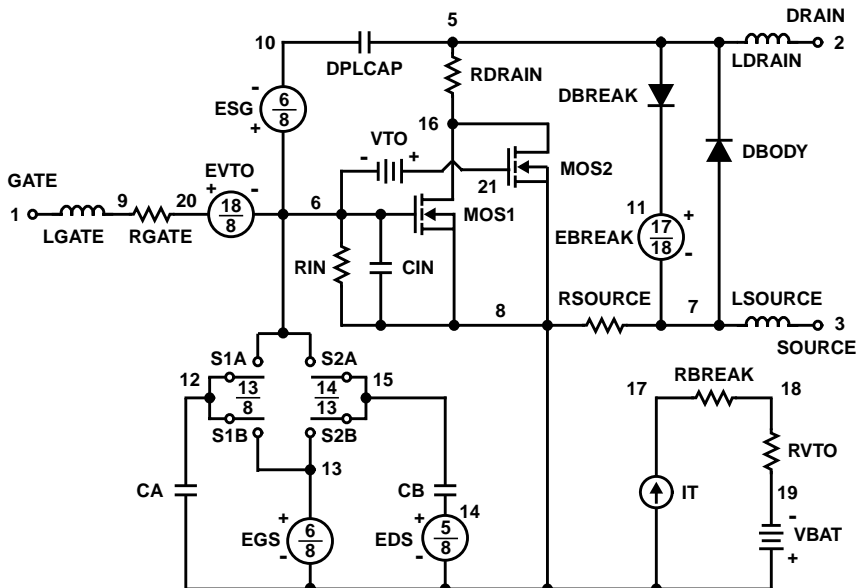 DRAIN
5
2
10
DPLCAP
LDRAIN
RDRAIN
DBREAK
-
ESG
6
8
+
16
VTO
- +
DBODY
MOS2
GATE
9
20
EVTO
+ -
18
8
6
21
1
LGATE
RGATE
MOS1
11
+
EBREAK
17
18
-
RIN
CIN
8
RSOURCE
7
LSOURCE
3
SOURCE
S1A
S2A
12
13
8
14
13
15
S1B
S2B
13
RBREAK
17
18
RVTO
CA
CB
IT
19
-
VBAT
+
14
+
EGS
6
8
-
+
EDS
5
8
-